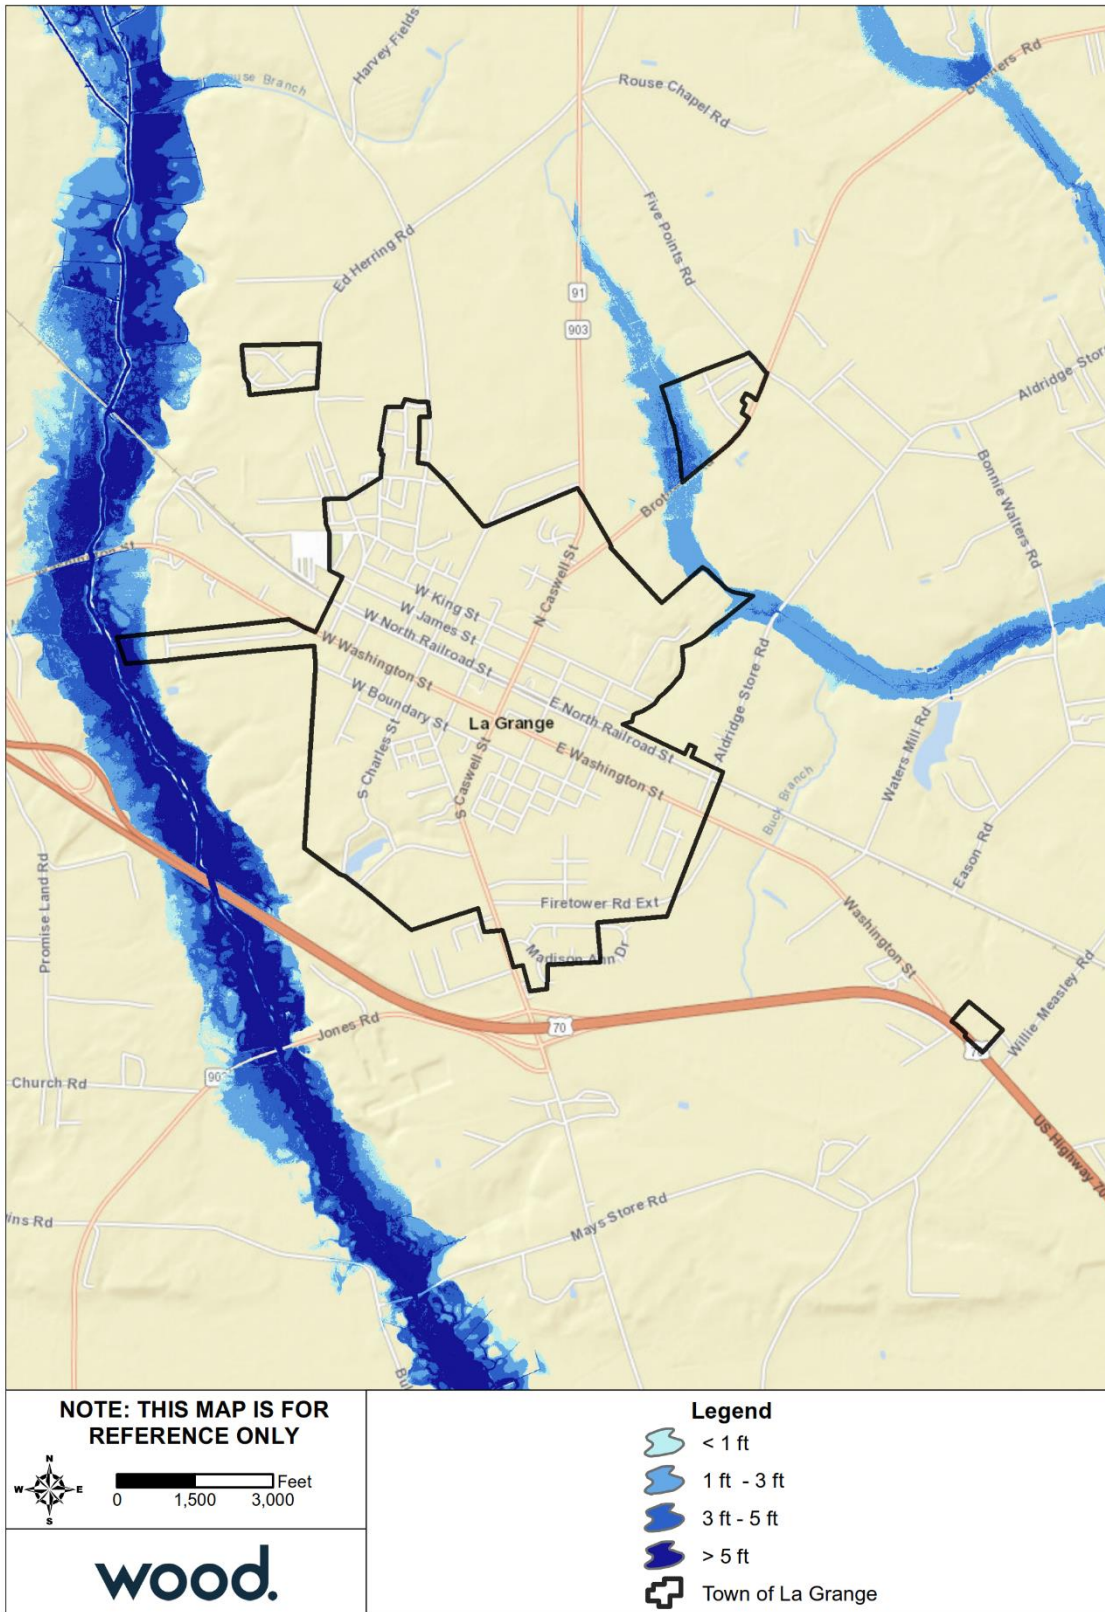 Harvey Fields
Rouse Chapel Rd
Five Points Rd
Ed Herring Rd
91
903
Aldridge Store
Bonnie Walters Rd
W King St
W James St
W North Railroad St
N Caswell St
W Washington St
W Boundary St
La Grange
E North Railroad St
E Washington St
S Charles St
S Caswell St
Aldridge Store Rd
Buck Branch
Waters Mill Rd
Eason Rd
Promise Land Rd
Firetower Rd Ext
Madison Ann Dr
Washington St
Willie Measley Rd
Jones Rd
70
Church Rd
US Highway 70
Mays Store Rd
NOTE: THIS MAP IS FOR
REFERENCE ONLY
N
W E
S
Feet
0 1,500 3,000
wood.
Legend
< 1 ft
1 ft - 3 ft
3 ft - 5 ft
> 5 ft
Town of La Grange